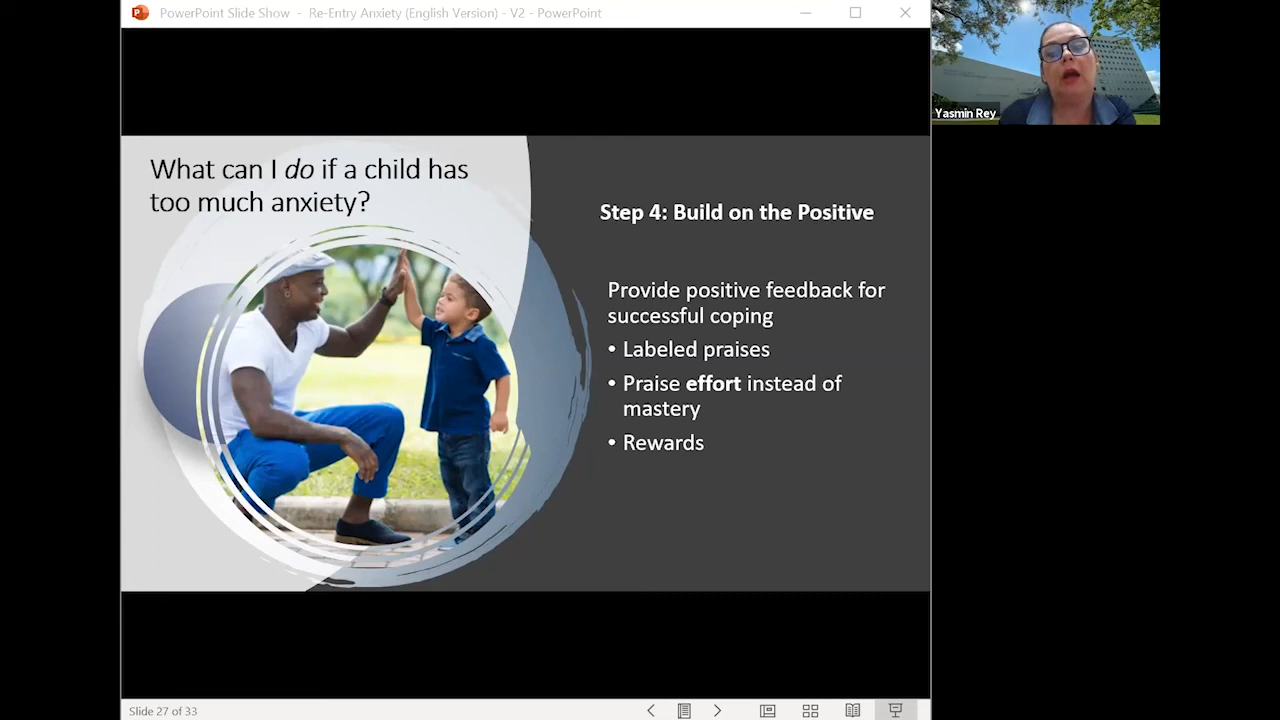 PowerPoint Slide Show - Re-Entry Anxiety (English Version) - V2 - PowerPoint
Yasmin Rey
What can I do if a child has
too much anxiety?
Step 4: Build on the Positive
Provide positive feedback for
successful coping
• Labeled praises
• Praise effort instead of
mastery
• Rewards
Slide 27 of 33